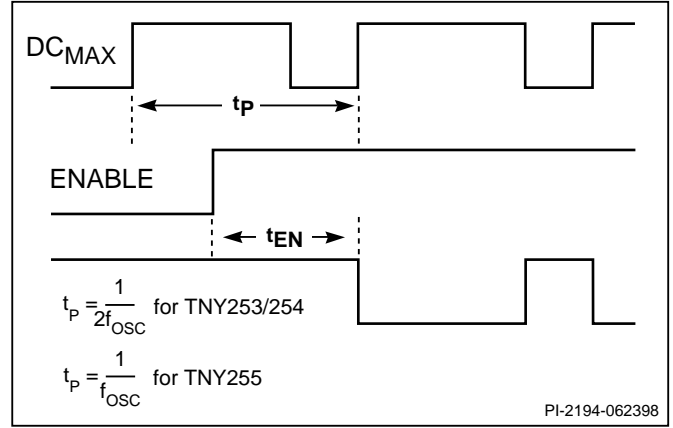 DCMAX
tP
ENABLE
tEN
tP = 1/2fOSC for TNY253/254
tP = 1/fOSC for TNY255
PI-2194-062398